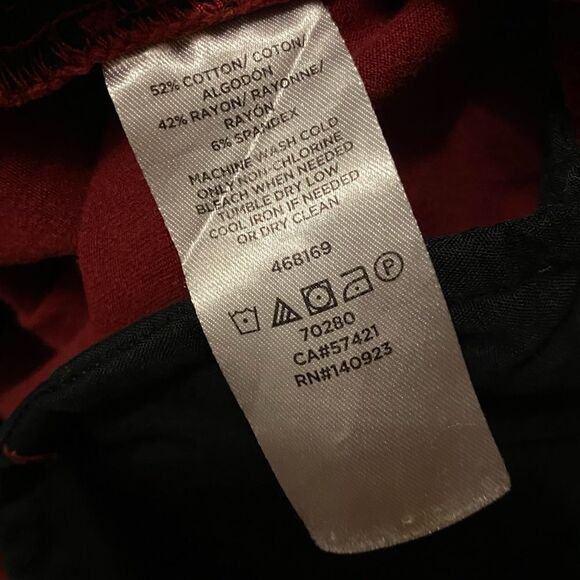 52% COTTON/ COTON/
ALGODON
42% RAYON/ RAYONNE/
RAYON
6% SPANDEX
MACHINE WASH COLD
ONLY NON-CHLORINE
BLEACH WHEN NEEDED
TUMBLE DRY LOW
COOL IRON IF NEEDED
OR DRY CLEAN
468169
P
70280
CA#57421
RN#140923